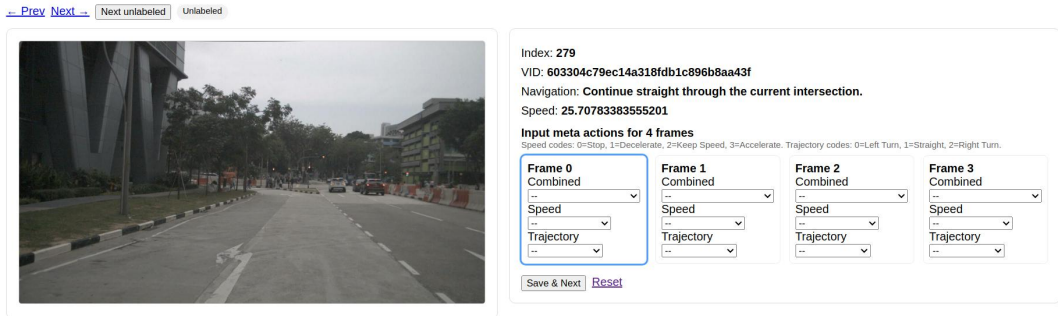 ← Prev Next → Next unlabeled Unlabeled
Index: 279
VID: 603304c79ec14a318fdb1c896b8aa43f
Navigation: Continue straight through the current intersection.
Speed: 25.70783383555201
Input meta actions for 4 frames
Speed codes: 0=Stop, 1=Decelerate, 2=Keep Speed, 3=Accelerate. Trajectory codes: 0=Left Turn, 1=Straight, 2=Right Turn.
Frame 0
Combined
--
Speed
--
Trajectory
--
Frame 1
Combined
--
Speed
--
Trajectory
--
Frame 2
Combined
--
Speed
--
Trajectory
--
Frame 3
Combined
--
Speed
--
Trajectory
--
Save & Next Reset